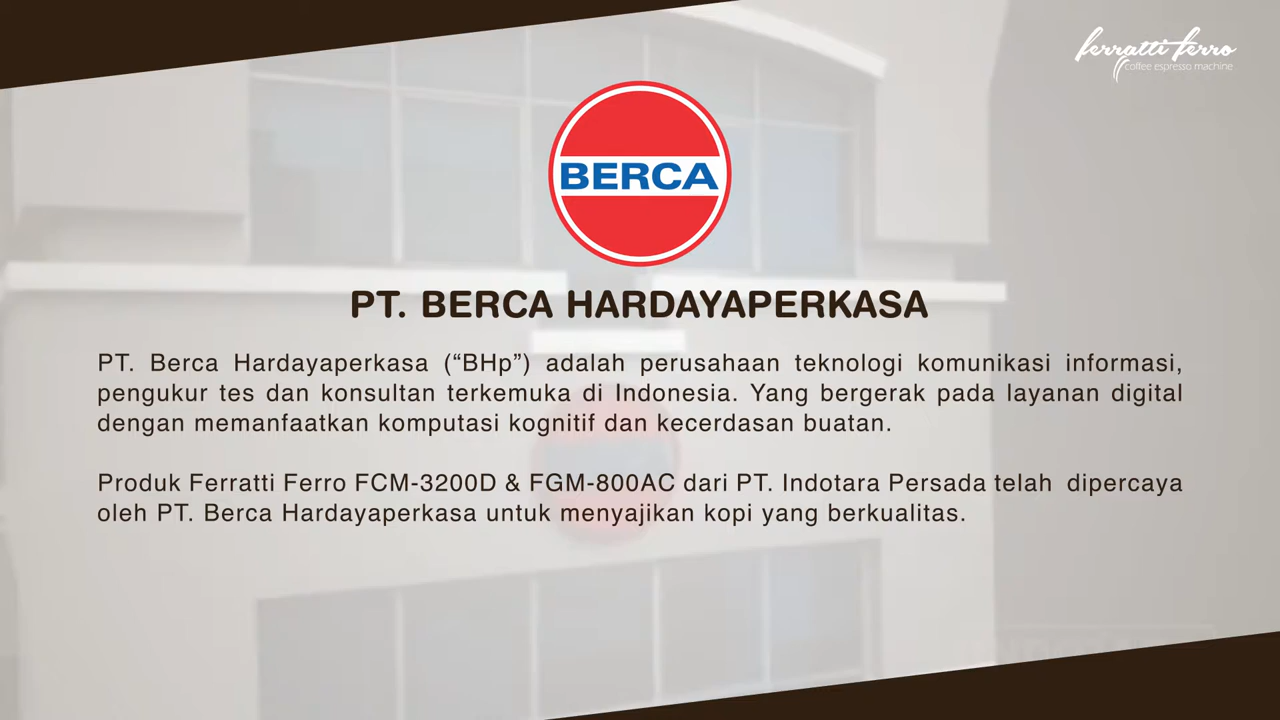 ferratti ferro
coffee espresso machine
BERCA
PT. BERCA HARDAYAPERKASA
PT. Berca Hardayaperkasa (“BHp”) adalah perusahaan teknologi komunikasi informasi,
pengukur tes dan konsultan terkemuka di Indonesia. Yang bergerak pada layanan digital
dengan memanfaatkan komputasi kognitif dan kecerdasan buatan.
Produk Ferratti Ferro FCM-3200D & FGM-800AC dari PT. Indotara Persada telah dipercaya
oleh PT. Berca Hardayaperkasa untuk menyajikan kopi yang berkualitas.